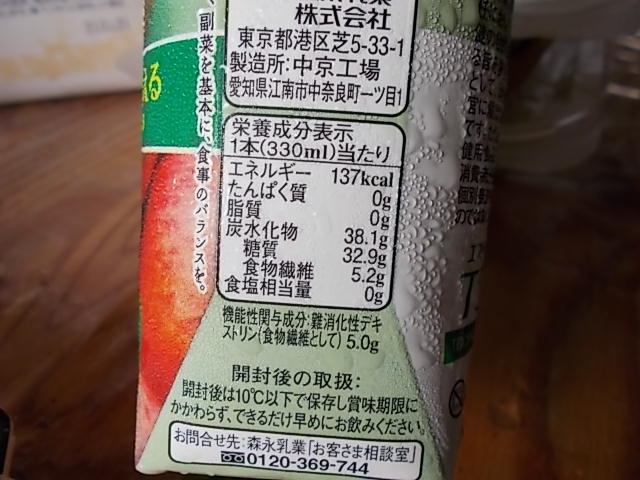 株式会社
東京都港区芝5-33-1
製造所:中京工場
愛知県江南市中奈良町一ツ目1
副菜を基本に、食事のバランスを。
栄養成分表示
1本(330ml)当たり
エネルギー 137kcal
たんぱく質 0g
脂質 0g
炭水化物 38.1g
糖質 32.9g
食物繊維 5.2g
食塩相当量 0g
機能性関与成分:難消化性デキ
ストリン(食物繊維として) 5.0g
開封後の取扱:
開封後は10℃以下で保存し賞味期限に
かかわらず、できるだけ早めにお飲みください。
お問合せ先:森永乳業「お客さま相談室」
0120-369-744